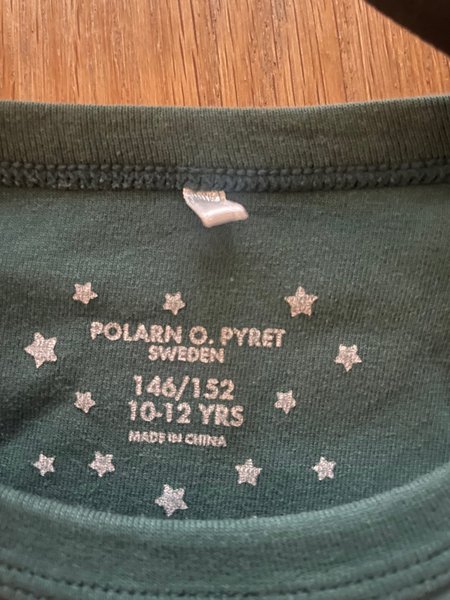 POLARN O. PYRET
SWEDEN
146/152
10-12 YRS
MADE IN CHINA